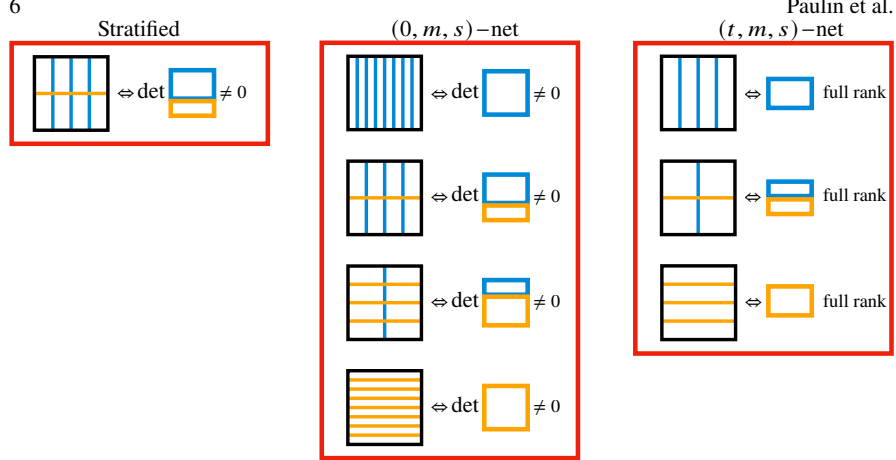 6
Paulin et al.
Stratified
(0, m, s)−net
(t, m, s)−net
⇔ det ≠ 0
⇔ det ≠ 0
⇔ full rank
⇔ det ≠ 0
⇔ full rank
⇔ det ≠ 0
⇔ full rank
⇔ det ≠ 0